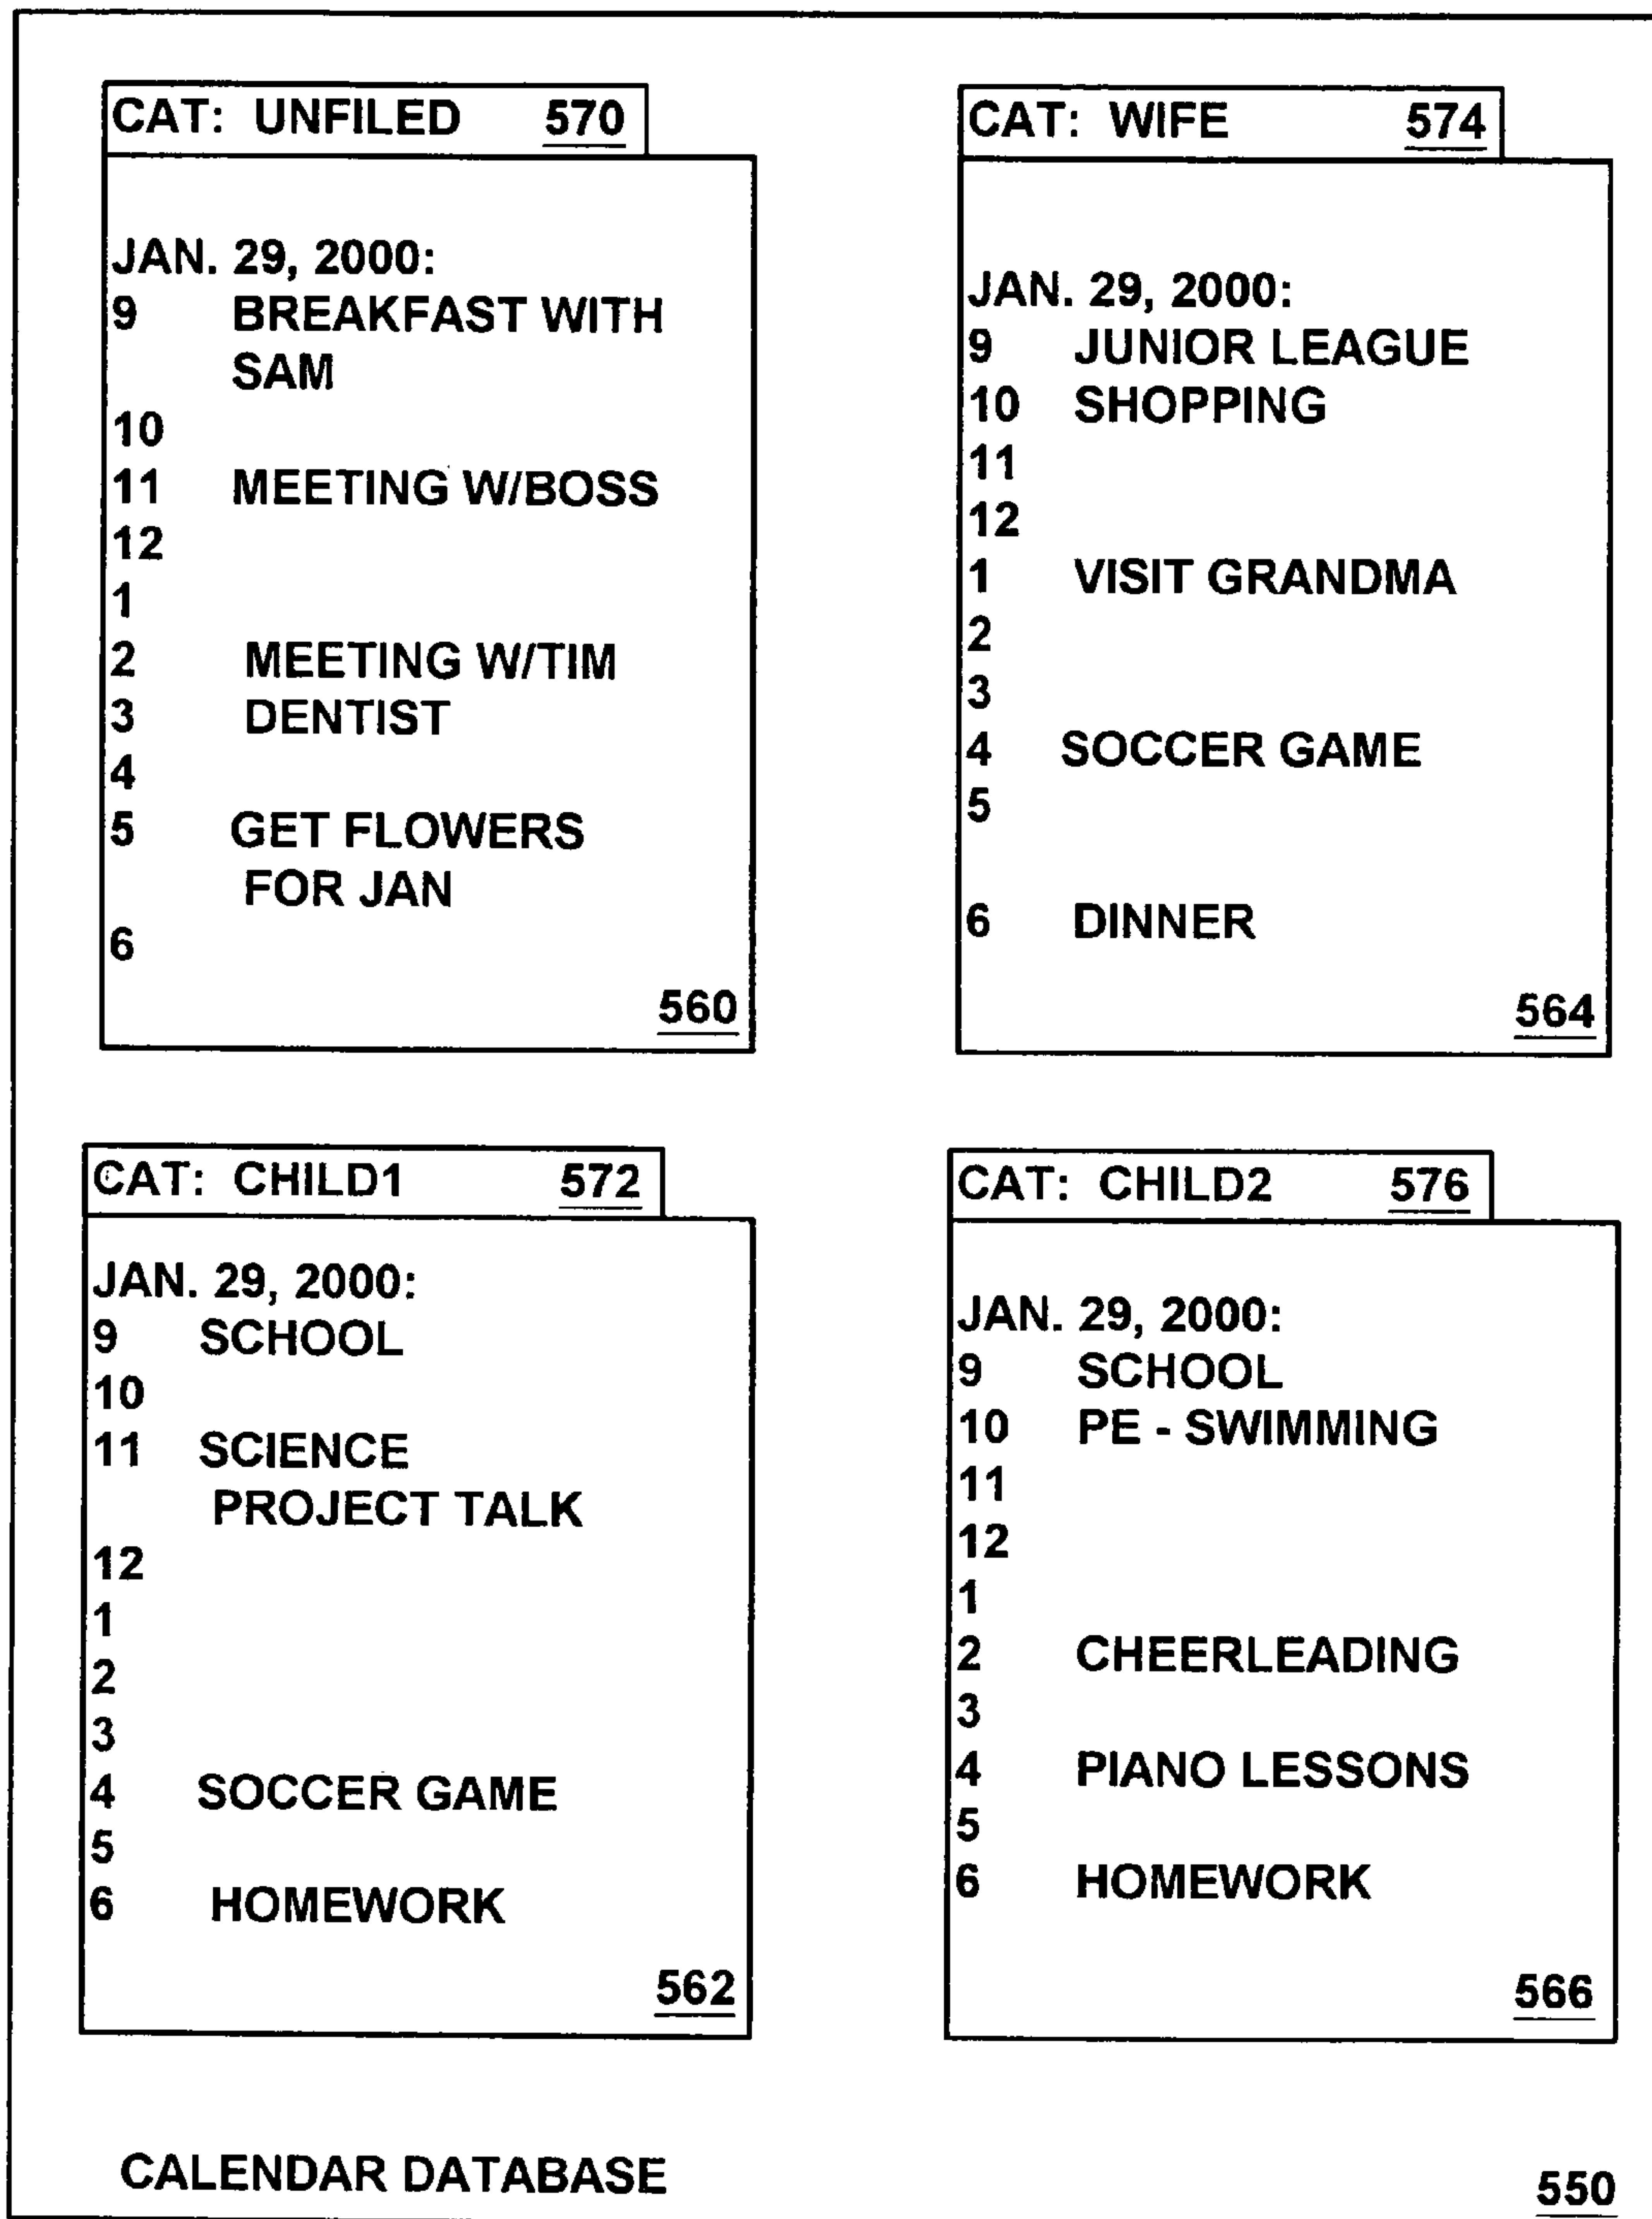 CAT: UNFILED 570
JAN. 29, 2000:
9 BREAKFAST WITH
SAM
10
11 MEETING W/BOSS
12
1
2 MEETING W/TIM
3 DENTIST
4
5 GET FLOWERS
FOR JAN
6
560
CAT: WIFE 574
JAN. 29, 2000:
9 JUNIOR LEAGUE
10 SHOPPING
11
12
1 VISIT GRANDMA
2
3
4 SOCCER GAME
5
6 DINNER
564
CAT: CHILD1 572
JAN. 29, 2000:
9 SCHOOL
10
11 SCIENCE
PROJECT TALK
12
1
2
3
4 SOCCER GAME
5
6 HOMEWORK
562
CAT: CHILD2 576
JAN. 29, 2000:
9 SCHOOL
10 PE - SWIMMING
11
12
1
2 CHEERLEADING
3
4 PIANO LESSONS
5
6 HOMEWORK
566
CALENDAR DATABASE 550